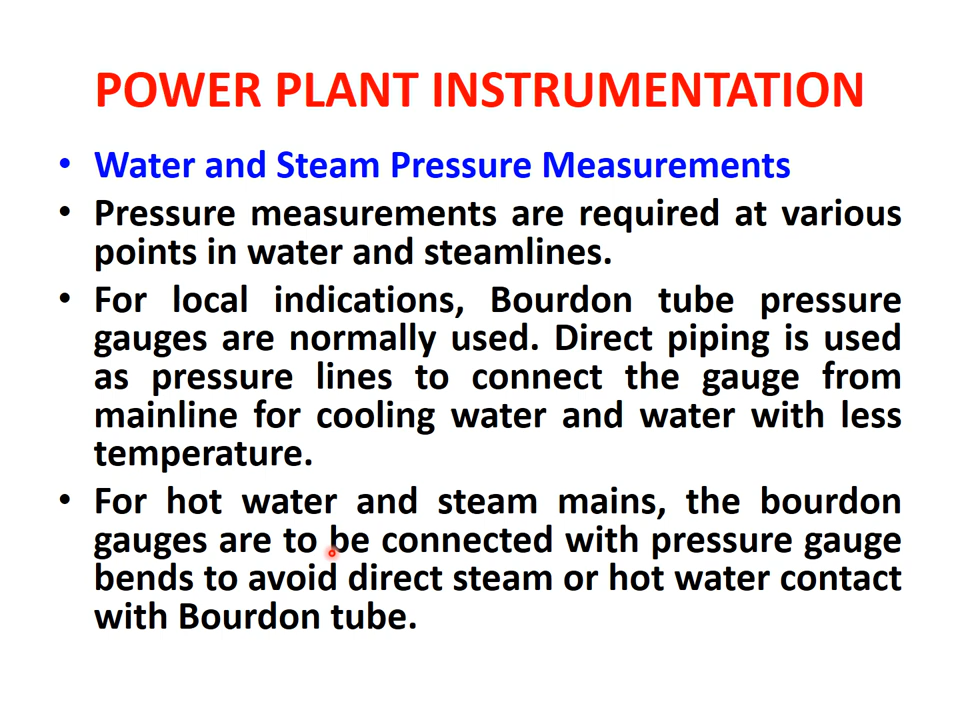 POWER PLANT INSTRUMENTATION
• Water and Steam Pressure Measurements
• Pressure measurements are required at various
points in water and steamlines.
• For local indications, Bourdon tube pressure
gauges are normally used. Direct piping is used
as pressure lines to connect the gauge from
mainline for cooling water and water with less
temperature.
• For hot water and steam mains, the bourdon
gauges are to be connected with pressure gauge
bends to avoid direct steam or hot water contact
with Bourdon tube.